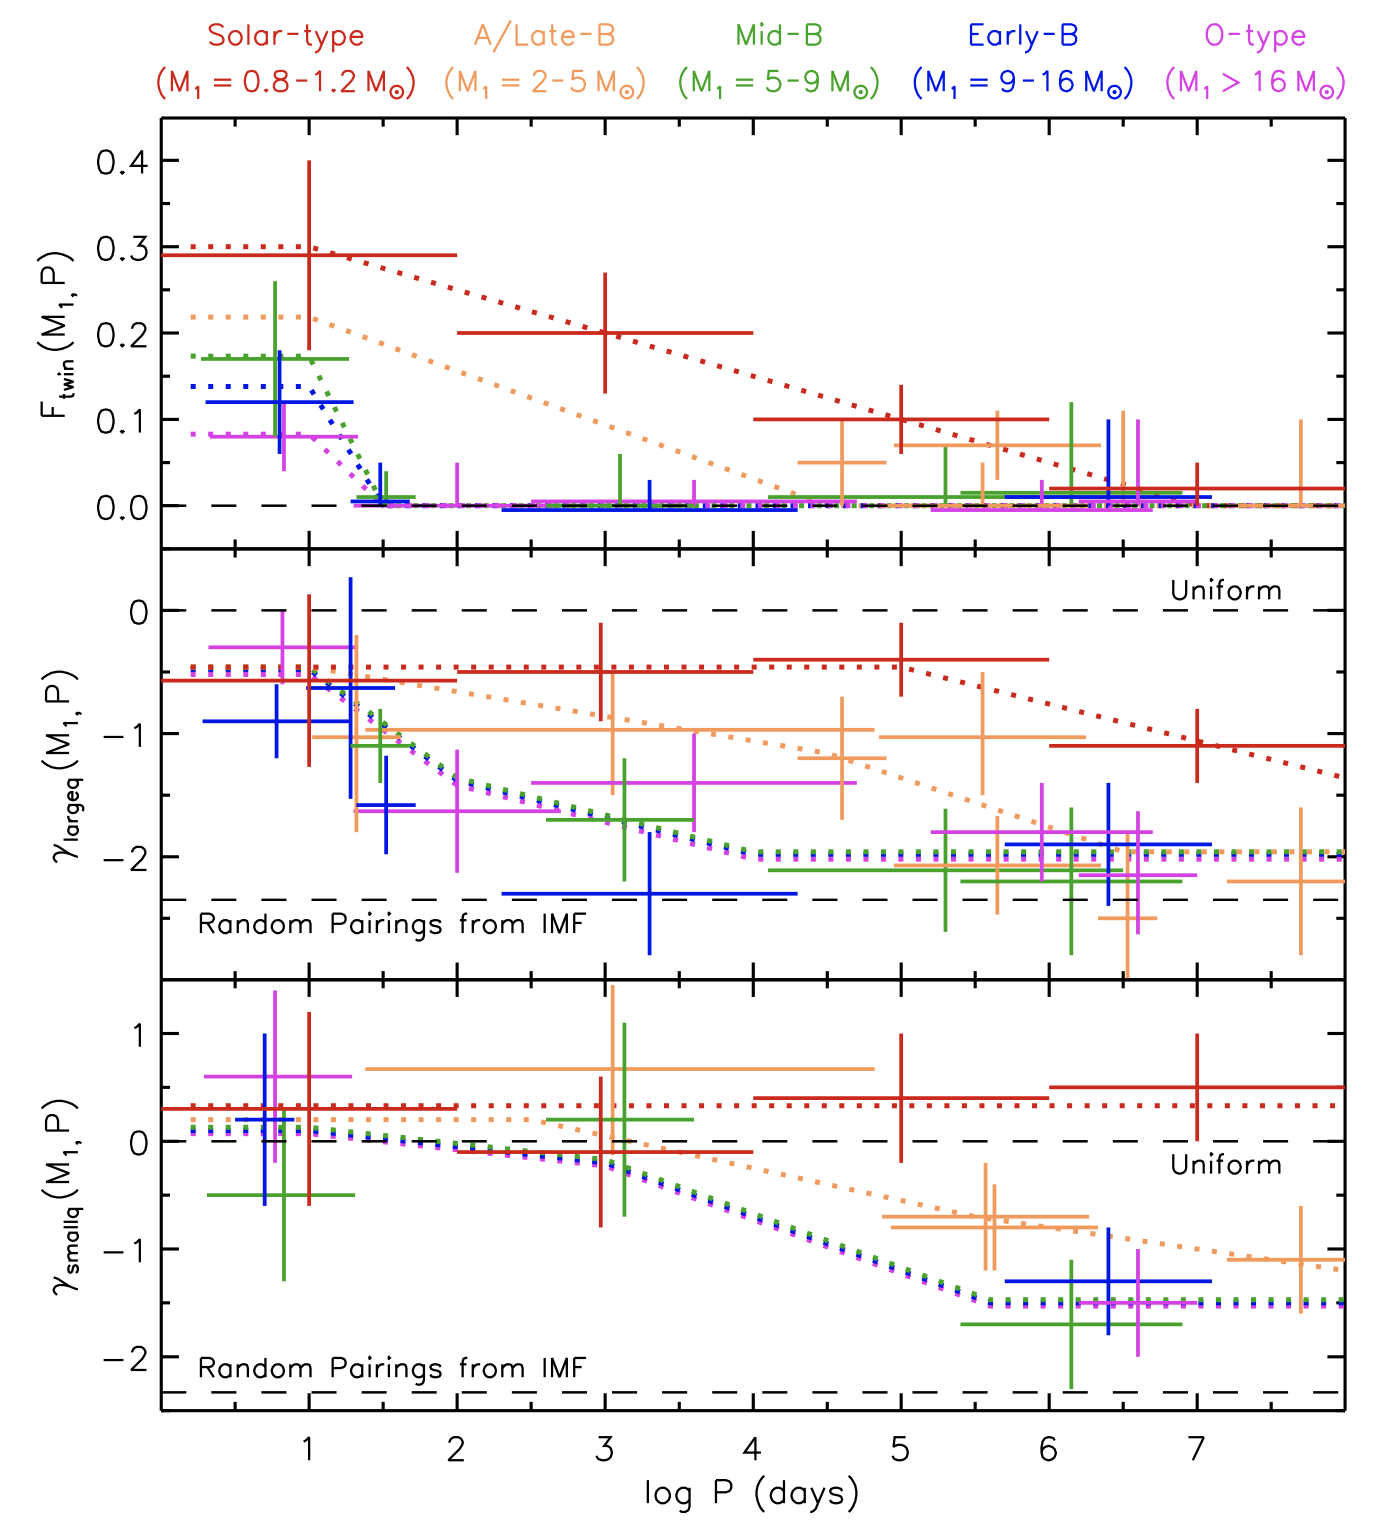 Solar-type A/Late-B Mid-B Early-B O-type
(M₁ = 0.8-1.2 M⊙) (M₁ = 2-5 M⊙) (M₁ = 5-9 M⊙) (M₁ = 9-16 M⊙) (M₁ > 16 M⊙)
0.4
0.3
0.2
0.1
0.0
F_twin (M₁, P)
Uniform
0
-1
-2
γ_largeq (M₁, P)
Random Pairings from IMF
1
0
-1
-2
γ_smallq (M₁, P)
Uniform
Random Pairings from IMF
1 2 3 4 5 6 7
log P (days)